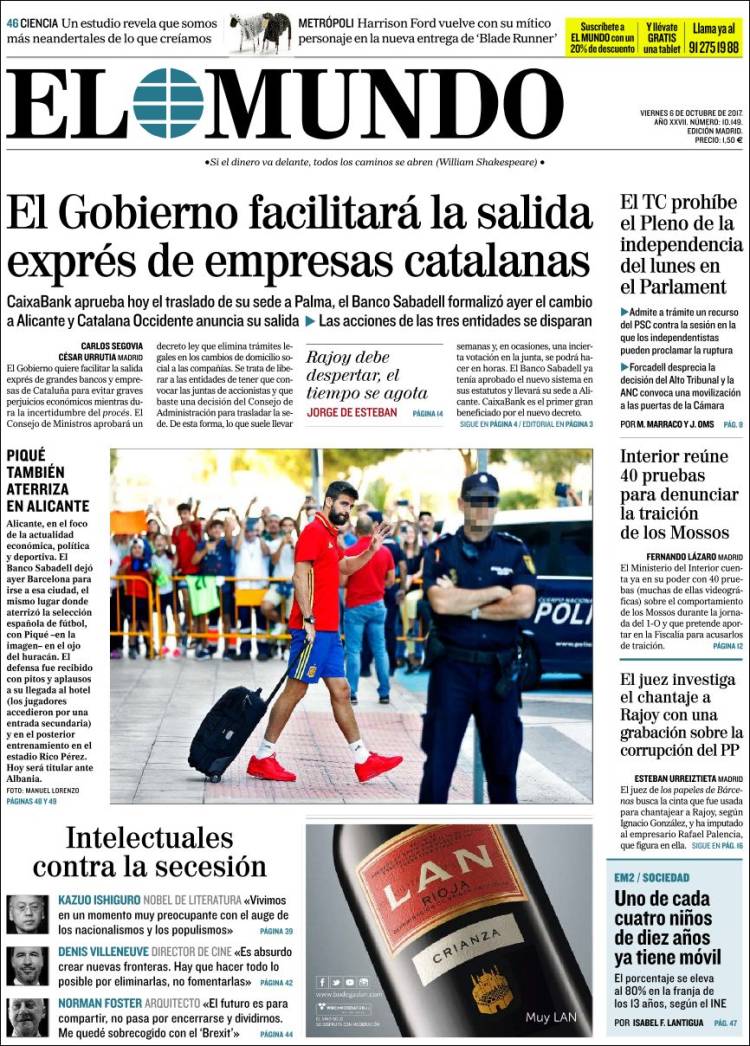 46 CIENCIA Un estudio revela que somos
más neandertales de lo que creíamos
METRÓPOLI Harrison Ford vuelve con su mítico
personaje en la nueva entrega de ‘Blade Runner’
Suscríbete a
EL MUNDO con un
20% de descuento
Y llévate
GRATIS
una tablet
Llama ya al
91 275 19 88
EL MUNDO
VIERNES 6 DE OCTUBRE DE 2017.
AÑO XXVII. NÚMERO: 10.149.
EDICIÓN MADRID.
PRECIO: 1,50 €
•Si el dinero va delante, todos los caminos se abren (William Shakespeare) •
El Gobierno facilitará la salida
exprés de empresas catalanas
CaixaBank aprueba hoy el traslado de su sede a Palma, el Banco Sabadell formalizó ayer el cambio
a Alicante y Catalana Occidente anuncia su salida ▶ Las acciones de las tres entidades se disparan
CARLOS SEGOVIA
CÉSAR URRUTIA MADRID
El Gobierno quiere facilitar la salida
exprés de grandes bancos y empre-
sas de Cataluña para evitar graves
perjuicios económicos mientras du-
ra la incertidumbre del procés. El
Consejo de Ministros aprobará un
decreto ley que elimina trámites le-
gales en los cambios de domicilio so-
cial a las compañías. Se trata de libe-
rar a las entidades de tener que con-
vocar las juntas de accionistas y que
baste una decisión del Consejo de
Administración para trasladar la se-
de. De esta forma, lo que suele llevar
Rajoy debe
despertar, el
tiempo se agota
JORGE DE ESTEBAN PÁGINA 14
semanas y, en ocasiones, una incier-
ta votación en la junta, se podrá ha-
cer en horas. El Banco Sabadell ya
tenía aprobado el nuevo sistema en
sus estatutos y llevará su sede a Ali-
cante. CaixaBank es el primer gran
beneficiado por el nuevo decreto.
SIGUE EN PÁGINA 4 / EDITORIAL EN PÁGINA 3
El TC prohíbe
el Pleno de la
independencia
del lunes en
el Parlament
▶Admite a trámite un recurso
del PSC contra la sesión en la
que los independentistas
pueden proclamar la ruptura
▶Forcadell desprecia la
decisión del Alto Tribunal y la
ANC convoca una movilización
a las puertas de la Cámara
POR M. MARRACO Y J. OMS PÁG. 8
Interior reúne
40 pruebas
para denunciar
la traición
de los Mossos
FERNANDO LÁZARO MADRID
El Ministerio del Interior cuenta
ya en su poder con 40 pruebas
(muchas de ellas videográfi-
cas) sobre el comportamiento
de los Mossos durante la jorna-
da del 1-O y que pretende apor-
tar en la Fiscalía para acusarlos
de traición. PÁGINA 12
El juez investiga
el chantaje a
Rajoy con una
grabación sobre la
corrupción del PP
ESTEBAN URREIZTIETA MADRID
El juez de los papeles de Bárce-
nas busca la cinta que fue usada
para chantajear a Rajoy, según
Ignacio González, y ha imputado
al empresario Rafael Palencia,
que figura en ella. SIGUE EN PÁG. 16
EM2 / SOCIEDAD
Uno de cada
cuatro niños
de diez años
ya tiene móvil
El porcentaje se eleva
al 80% en la franja de
los 13 años, según el INE
POR ISABEL F. LANTIGUA PÁG. 47
PIQUÉ
TAMBIÉN
ATERRIZA
EN ALICANTE
Alicante, en el foco
de la actualidad
económica, política
y deportiva. El
Banco Sabadell dejó
ayer Barcelona para
irse a esa ciudad, el
mismo lugar donde
aterrizó la selección
española de fútbol,
con Piqué –en la
imagen– en el ojo
del huracán. El
defensa fue recibido
con pitos y aplausos
a su llegada al hotel
(los jugadores
accedieron por una
entrada secundaria)
y en el posterior
entrenamiento en el
estadio Rico Pérez.
Hoy será titular ante
Albania.
FOTO: MANUEL LORENZO
PÁGINAS 48 Y 49
POLI
Intelectuales
contra la secesión
KAZUO ISHIGURO NOBEL DE LITERATURA «Vivimos
en un momento muy preocupante con el auge de
los nacionalismos y los populismos» PÁGINA 39
DENIS VILLENEUVE DIRECTOR DE CINE «Es absurdo
crear nuevas fronteras. Hay que hacer todo lo
posible por eliminarlas, no fomentarlas» PÁGINA 42
NORMAN FOSTER ARQUITECTO «El futuro es para
compartir, no pasa por encerrarse y dividirnos.
Me quedé sobrecogido con el ‘Brexit’» PÁGINA 44
LAN
RIOJA
CRIANZA
www.bodegaslan.com
Muy LAN